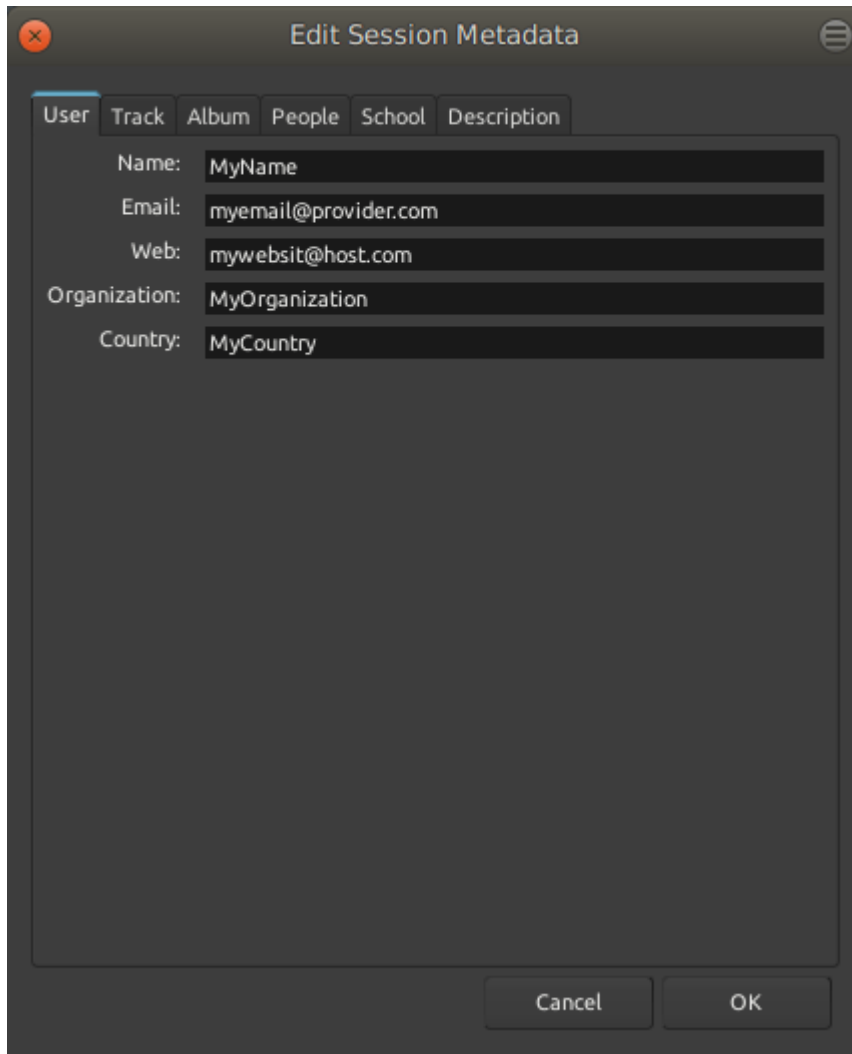 Edit Session Metadata
User Track Album People School Description
Name: MyName
Email: myemail@provider.com
Web: mywebsit@host.com
Organization: MyOrganization
Country: MyCountry
Cancel OK